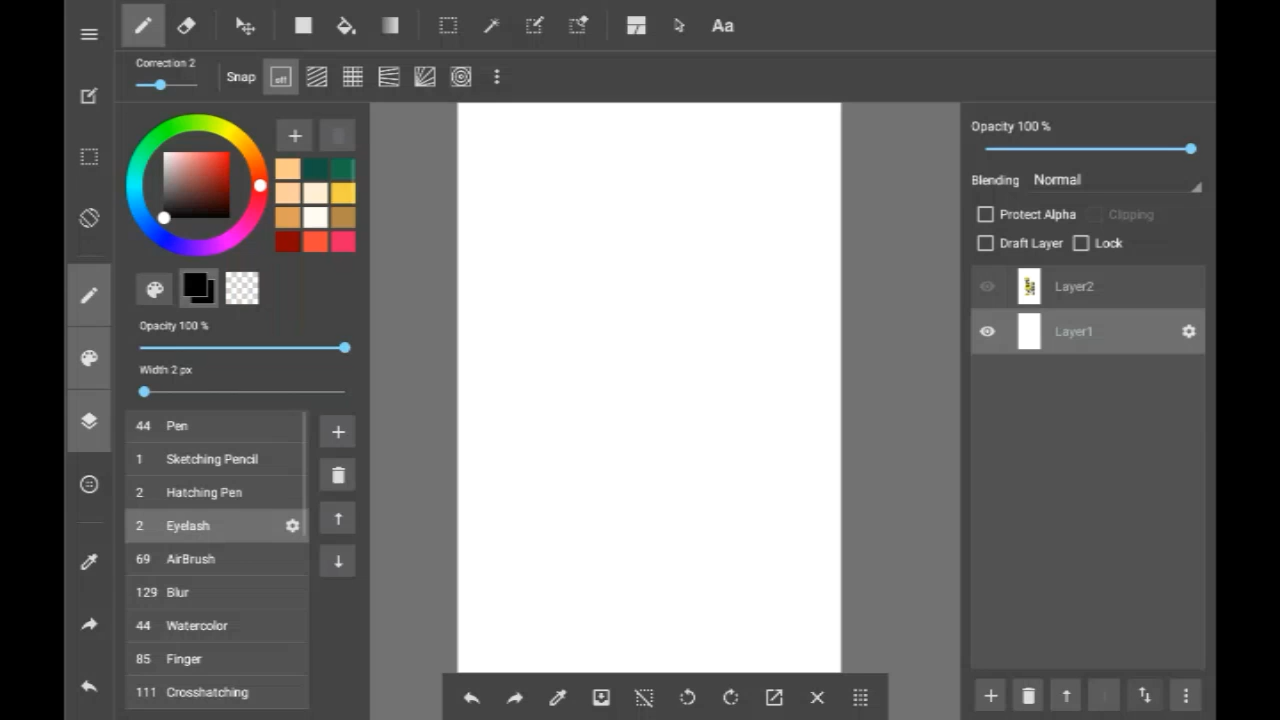 Aa
Correction 2
Snap
off
Opacity 100 %
Width 2 px
44 Pen
1 Sketching Pencil
2 Hatching Pen
2 Eyelash
69 AirBrush
129 Blur
44 Watercolor
85 Finger
111 Crosshatching
Opacity 100 %
Blending Normal
Protect Alpha Clipping
Draft Layer Lock
Layer2
Layer1